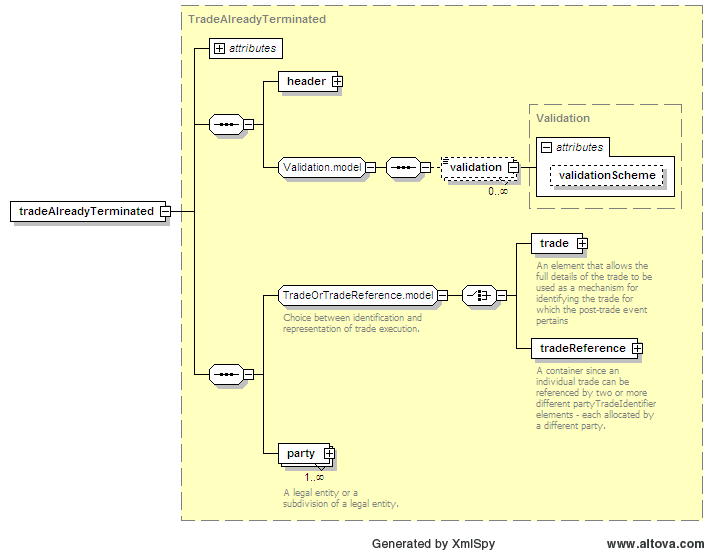 TradeAlreadyTerminated
attributes
header
Validation
Validation.model
validation
0..∞
attributes
validationScheme
tradeAlreadyTerminated
trade
An element that allows the
full details of the trade to be
used as a mechanism for
identifying the trade for
which the post-trade event
pertains
TradeOrTradeReference.model
Choice between identification and
representation of trade execution.
tradeReference
A container since an
individual trade can be
referenced by two or more
different partyTradeIdentifier
elements - each allocated by
a different party.
party
1..∞
A legal entity or a
subdivision of a legal entity.
Generated by XmlSpy
www.altova.com